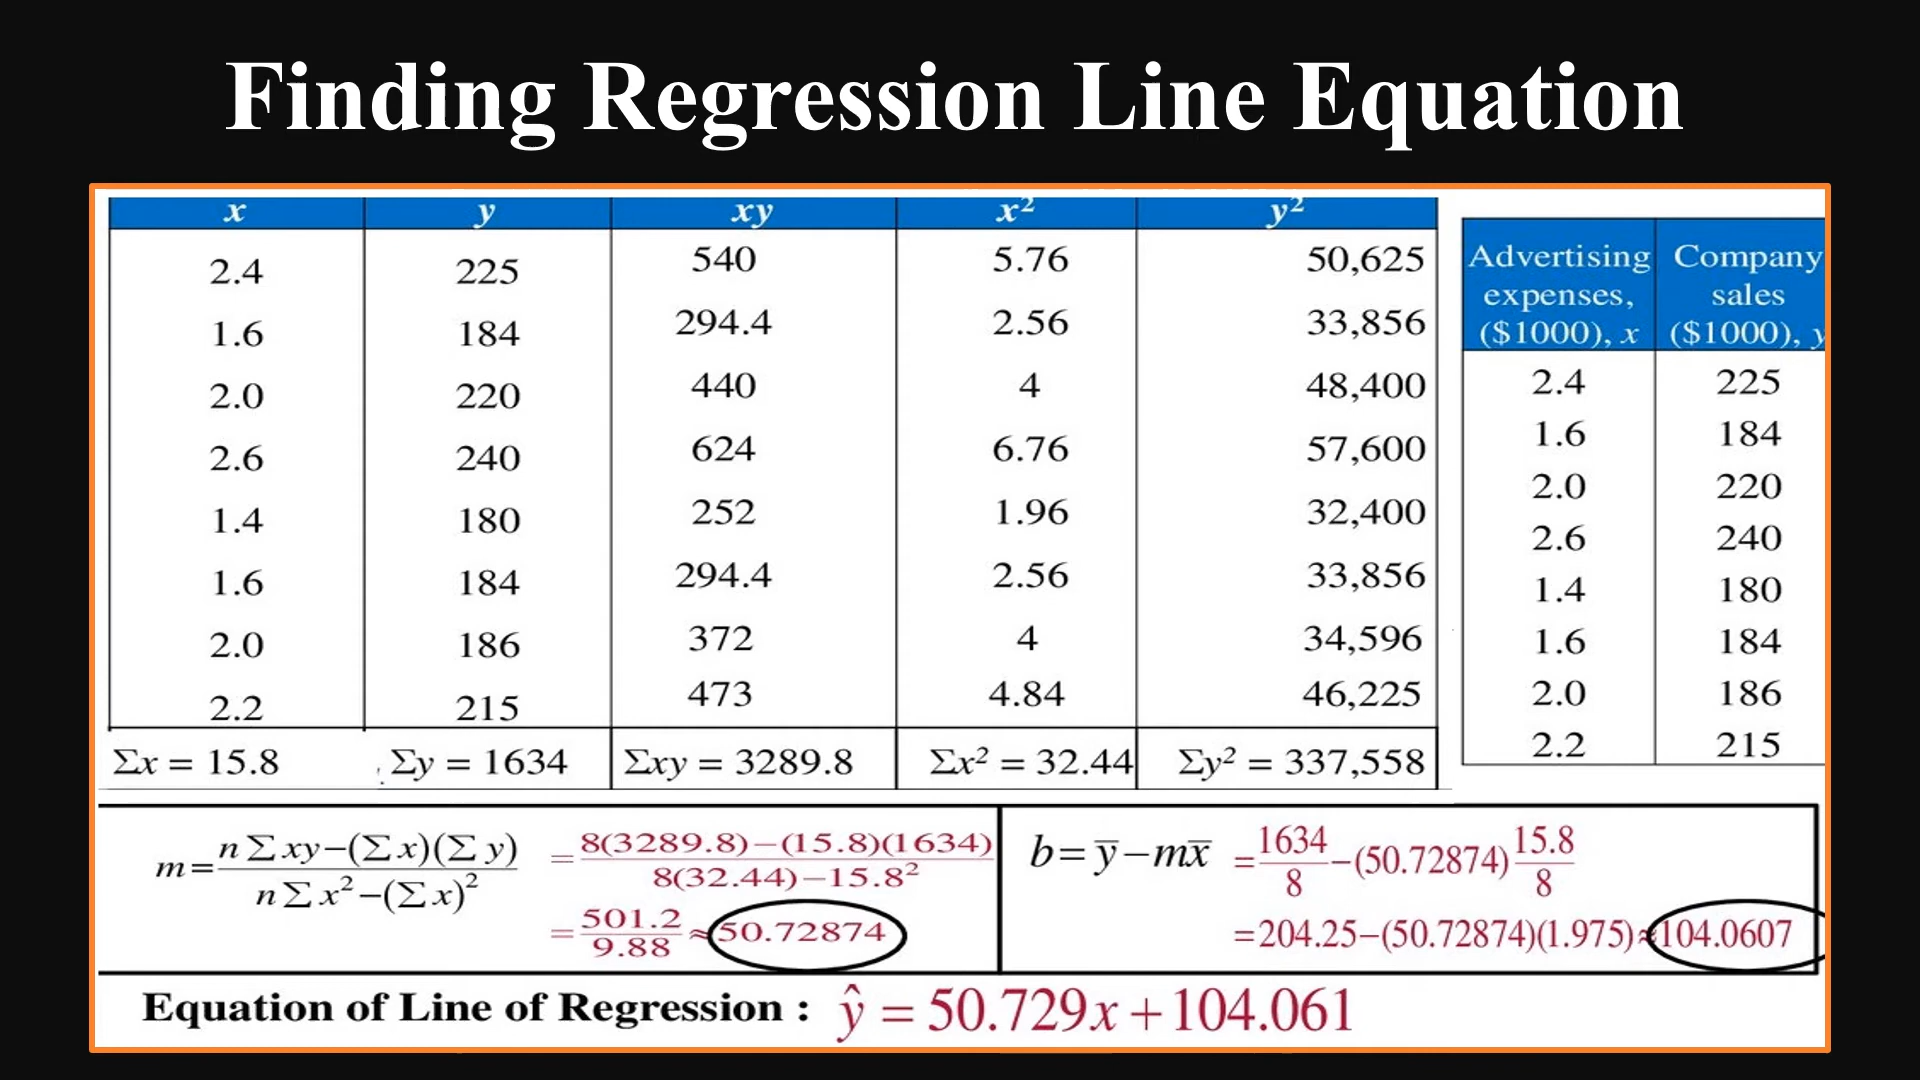 Finding Regression Line Equation
x y xy x² y²
2.4 225 540 5.76 50,625
1.6 184 294.4 2.56 33,856
2.0 220 440 4 48,400
2.6 240 624 6.76 57,600
1.4 180 252 1.96 32,400
1.6 184 294.4 2.56 33,856
2.0 186 372 4 34,596
2.2 215 473 4.84 46,225
Σx = 15.8 Σy = 1634 Σxy = 3289.8 Σx² = 32.44 Σy² = 337,558
Advertising expenses, ($1000), x Company sales ($1000), y
2.4 225
1.6 184
2.0 220
2.6 240
1.4 180
1.6 184
2.0 186
2.2 215
m = (n Σxy − (Σx)(Σy)) / (n Σx² − (Σx)²) = (8(3289.8) − (15.8)(1634)) / (8(32.44) − 15.8²)
= 501.2 / 9.88 ≈ 50.72874
b = y̅ − mx̅ = 1634/8 − (50.72874) 15.8/8
= 204.25 − (50.72874)(1.975) ≈ 104.0607
Equation of Line of Regression : ŷ = 50.729x + 104.061